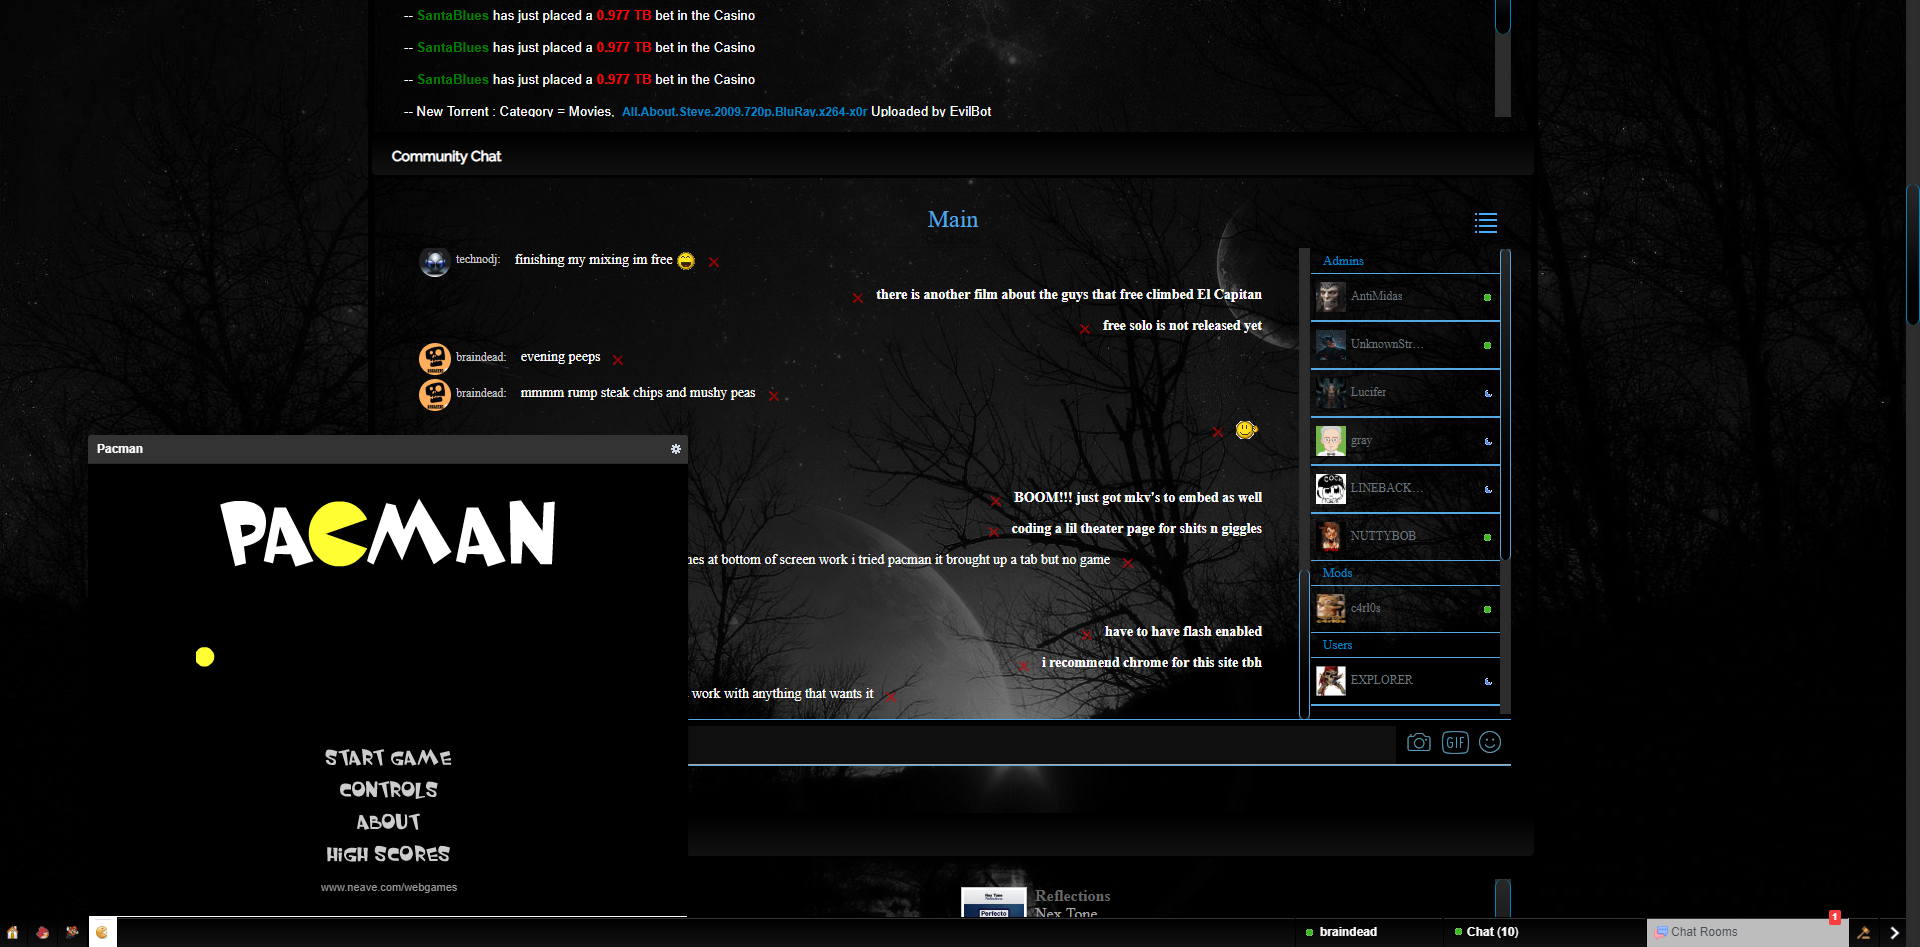 -- SantaBlues has just placed a 0.977 TB bet in the Casino
-- SantaBlues has just placed a 0.977 TB bet in the Casino
-- SantaBlues has just placed a 0.977 TB bet in the Casino
-- New Torrent : Category = Movies, All.About.Steve.2009.720p.BluRay.x264-x0r Uploaded by EvilBot
Community Chat
Main
technodj: finishing my mixing im free
there is another film about the guys that free climbed El Capitan
free solo is not released yet
braindead: evening peeps
braindead: mmmm rump steak chips and mushy peas
BOOM!!! just got mkv's to embed as well
coding a lil theater page for shits n giggles
nes at bottom of screen work i tried pacman it brought up a tab but no game
have to have flash enabled
i recommend chrome for this site tbh
work with anything that wants it
Admins
AntiMidas
UnknownStr...
Lucifer
gray
LINEBACK...
NUTTYBOB
Mods
c4rl0s
Users
EXPLORER
GIF
Pacman
PACMAN
START GAME
CONTROLS
ABOUT
HIGH SCORES
www.neave.com/webgames
Reflections
Nex Tone
Perfecto
braindead
Chat (10)
Chat Rooms
1